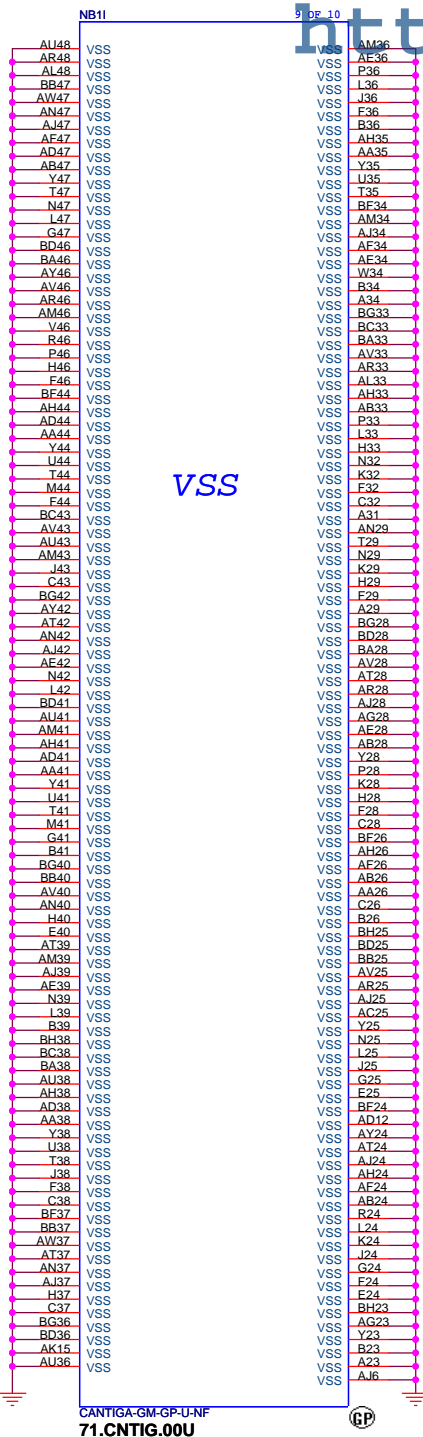 NB1I 9 OF 10
htt
AU48 VSS VSS AM36
AR48 VSS VSS AE36
AL48 VSS VSS P36
BB47 VSS VSS L36
AW47 VSS VSS J36
AN47 VSS VSS F36
AJ47 VSS VSS B36
AF47 VSS VSS AH35
AD47 VSS VSS AA35
AB47 VSS VSS Y35
Y47 VSS VSS U35
T47 VSS VSS T35
N47 VSS VSS BF34
L47 VSS VSS AM34
G47 VSS VSS AJ34
BD46 VSS VSS AF34
BA46 VSS VSS AE34
AY46 VSS VSS W34
AV46 VSS VSS B34
AR46 VSS VSS A34
AM46 VSS VSS BG33
V46 VSS VSS BC33
R46 VSS VSS BA33
P46 VSS VSS AV33
H46 VSS VSS AR33
F46 VSS VSS AL33
BF44 VSS VSS AH33
AH44 VSS VSS AB33
AD44 VSS VSS P33
AA44 VSS VSS L33
Y44 VSS VSS H33
U44 VSS VSS N32
T44 VSS VSS K32
M44 VSS VSS F32
F44 VSS VSS C32
BC43 VSS VSS A31
AV43 VSS VSS AN29
AU43 VSS VSS T29
AM43 VSS VSS N29
J43 VSS VSS K29
C43 VSS VSS H29
BG42 VSS VSS F29
AY42 VSS VSS A29
AT42 VSS VSS BG28
AN42 VSS VSS BD28
AJ42 VSS VSS BA28
AE42 VSS VSS AV28
N42 VSS VSS AT28
L42 VSS VSS AR28
BD41 VSS VSS AJ28
AU41 VSS VSS AG28
AM41 VSS VSS AE28
AH41 VSS VSS AB28
AD41 VSS VSS Y28
AA41 VSS VSS P28
Y41 VSS VSS K28
U41 VSS VSS H28
T41 VSS VSS F28
M41 VSS VSS C28
G41 VSS VSS BF26
B41 VSS VSS AH26
BG40 VSS VSS AF26
BB40 VSS VSS AB26
AV40 VSS VSS AA26
AN40 VSS VSS C26
H40 VSS VSS B26
E40 VSS VSS BH25
AT39 VSS VSS BD25
AM39 VSS VSS BB25
AJ39 VSS VSS AV25
AE39 VSS VSS AR25
N39 VSS VSS AJ25
L39 VSS VSS AC25
B39 VSS VSS Y25
BH38 VSS VSS N25
BC38 VSS VSS L25
BA38 VSS VSS J25
AU38 VSS VSS G25
AH38 VSS VSS E25
AD38 VSS VSS BF24
AA38 VSS VSS AD12
Y38 VSS VSS AY24
U38 VSS VSS AT24
T38 VSS VSS AJ24
J38 VSS VSS AH24
F38 VSS VSS AF24
C38 VSS VSS AB24
BF37 VSS VSS R24
BB37 VSS VSS L24
AW37 VSS VSS K24
AT37 VSS VSS J24
AN37 VSS VSS G24
AJ37 VSS VSS F24
H37 VSS VSS E24
C37 VSS VSS BH23
BG36 VSS VSS AG23
BD36 VSS VSS Y23
AK15 VSS VSS B23
AU36 VSS VSS A23
VSS AJ6
VSS
CANTIGA-GM-GP-U-NF
71.CNTIG.00U
GP